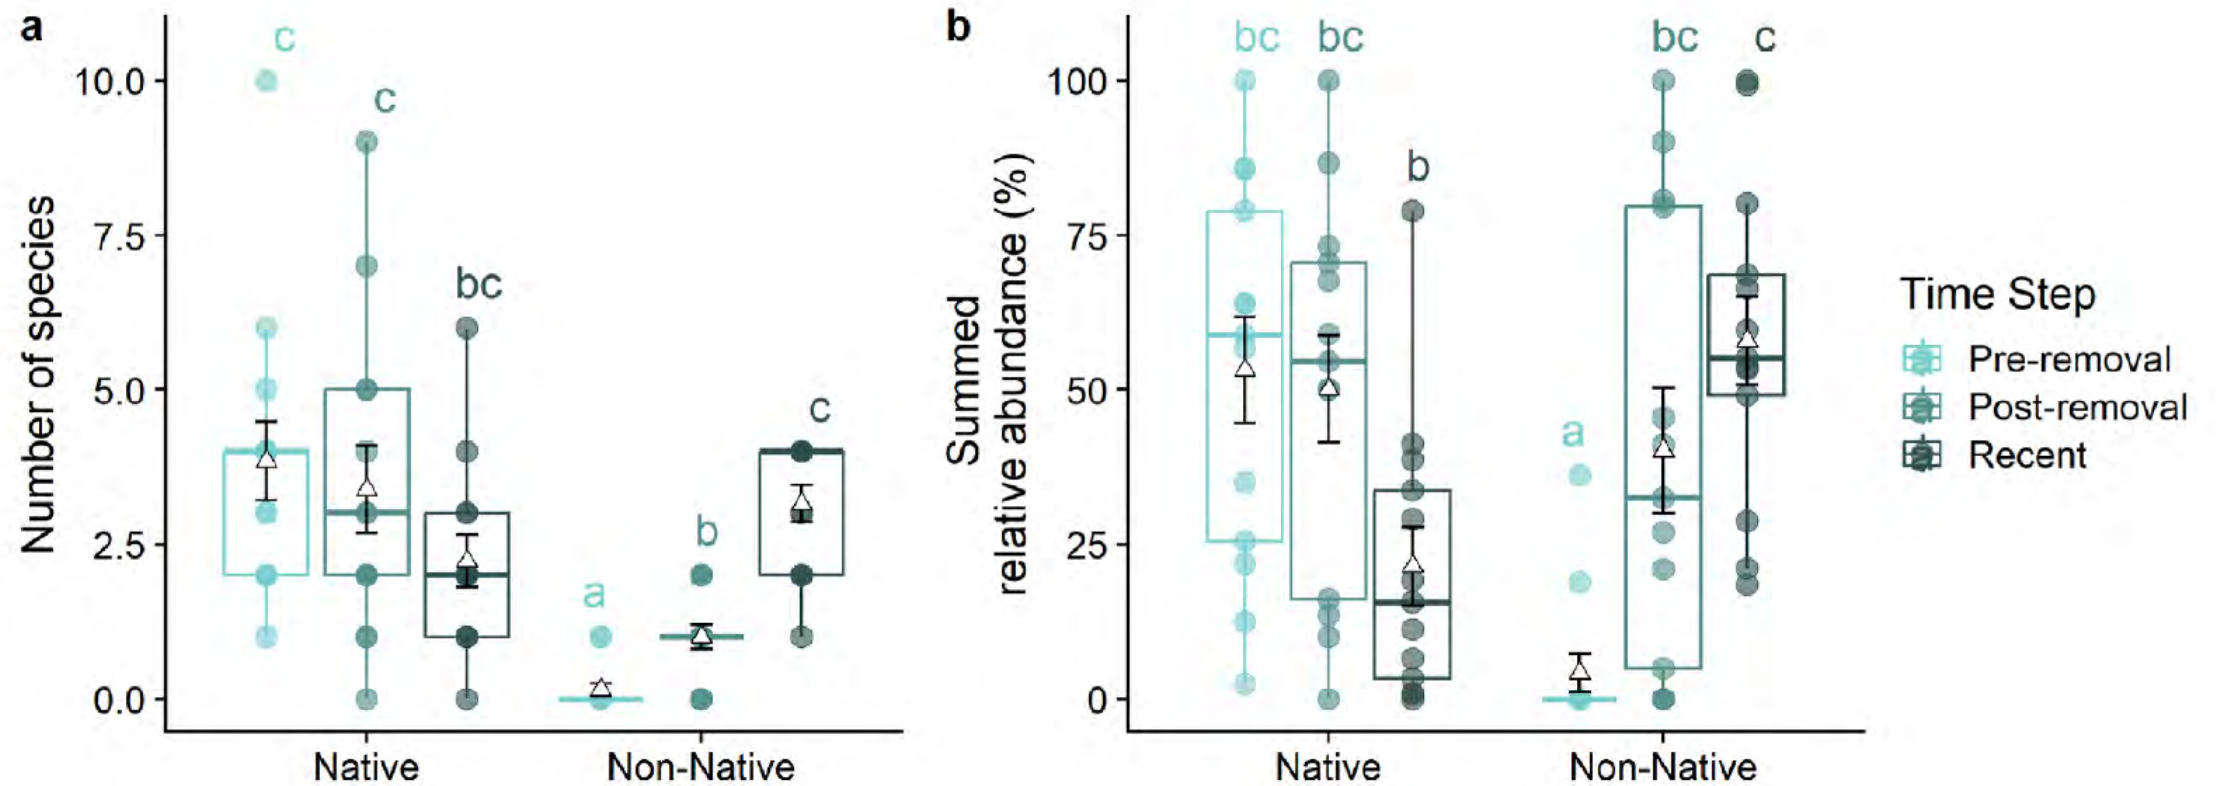 a
Number of species
10.0
7.5
5.0
2.5
0.0
c
c
bc
a
b
c
Native
Non-Native
b
Summed
relative abundance (%)
100
75
50
25
0
bc
bc
b
a
bc
c
Native
Non-Native
Time Step
Pre-removal
Post-removal
Recent